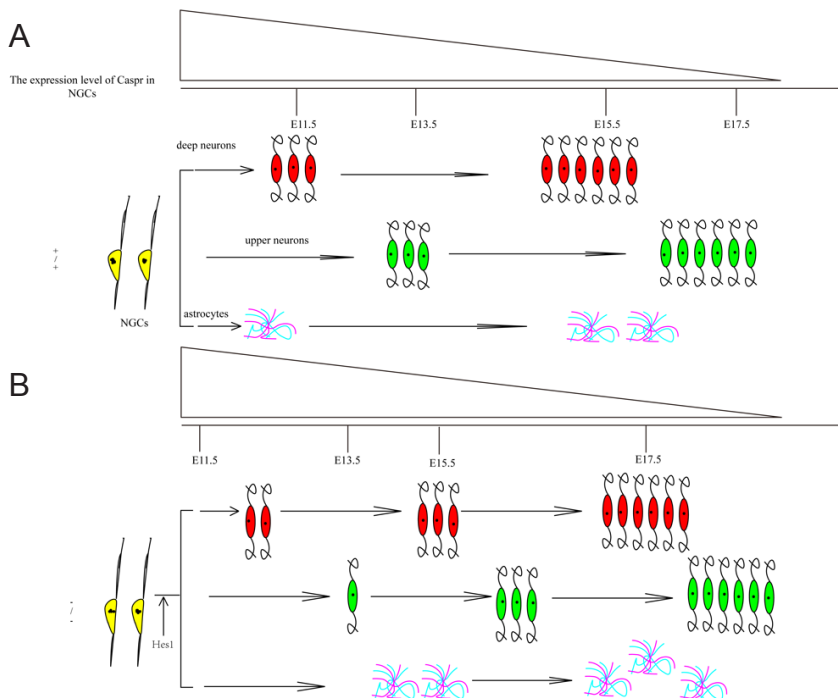 A
The expression level of Caspr in
NGCs
E11.5
E13.5
E15.5
E17.5
deep neurons
upper neurons
+
/
+
astrocytes
NGCs
B
E11.5
E13.5
E15.5
E17.5
Hes1